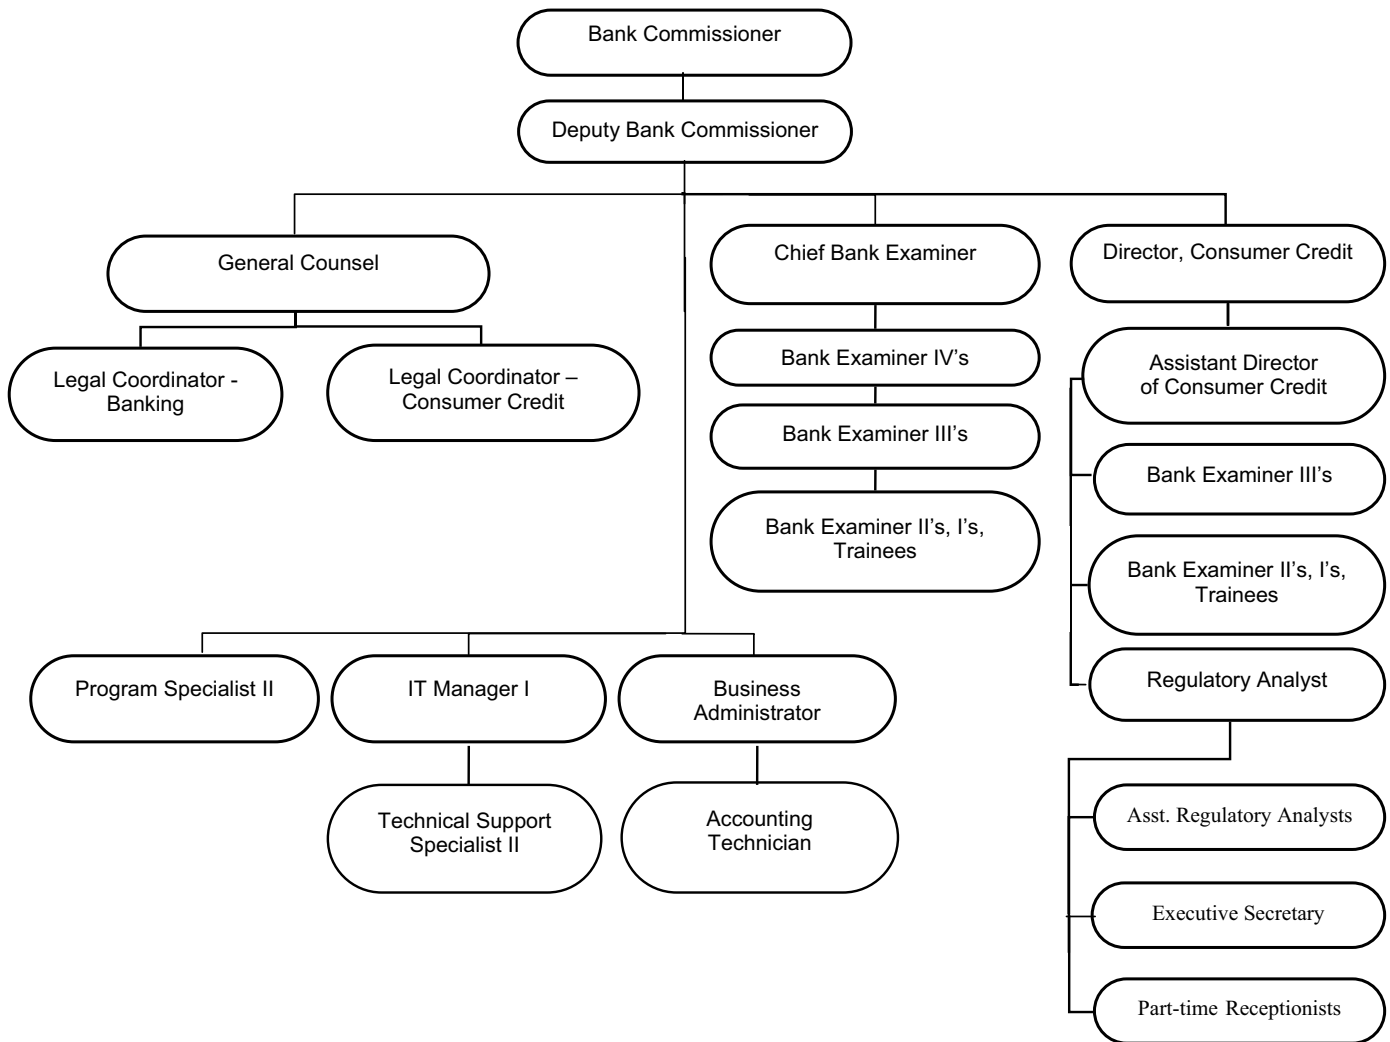 Bank Commissioner
Deputy Bank Commissioner
General Counsel
Chief Bank Examiner
Director, Consumer Credit
Legal Coordinator -
Banking
Legal Coordinator –
Consumer Credit
Bank Examiner IV’s
Bank Examiner III’s
Bank Examiner II’s, I’s,
Trainees
Assistant Director
of Consumer Credit
Bank Examiner III’s
Bank Examiner II’s, I’s,
Trainees
Regulatory Analyst
Program Specialist II
IT Manager I
Business
Administrator
Technical Support
Specialist II
Accounting
Technician
Asst. Regulatory Analysts
Executive Secretary
Part-time Receptionists